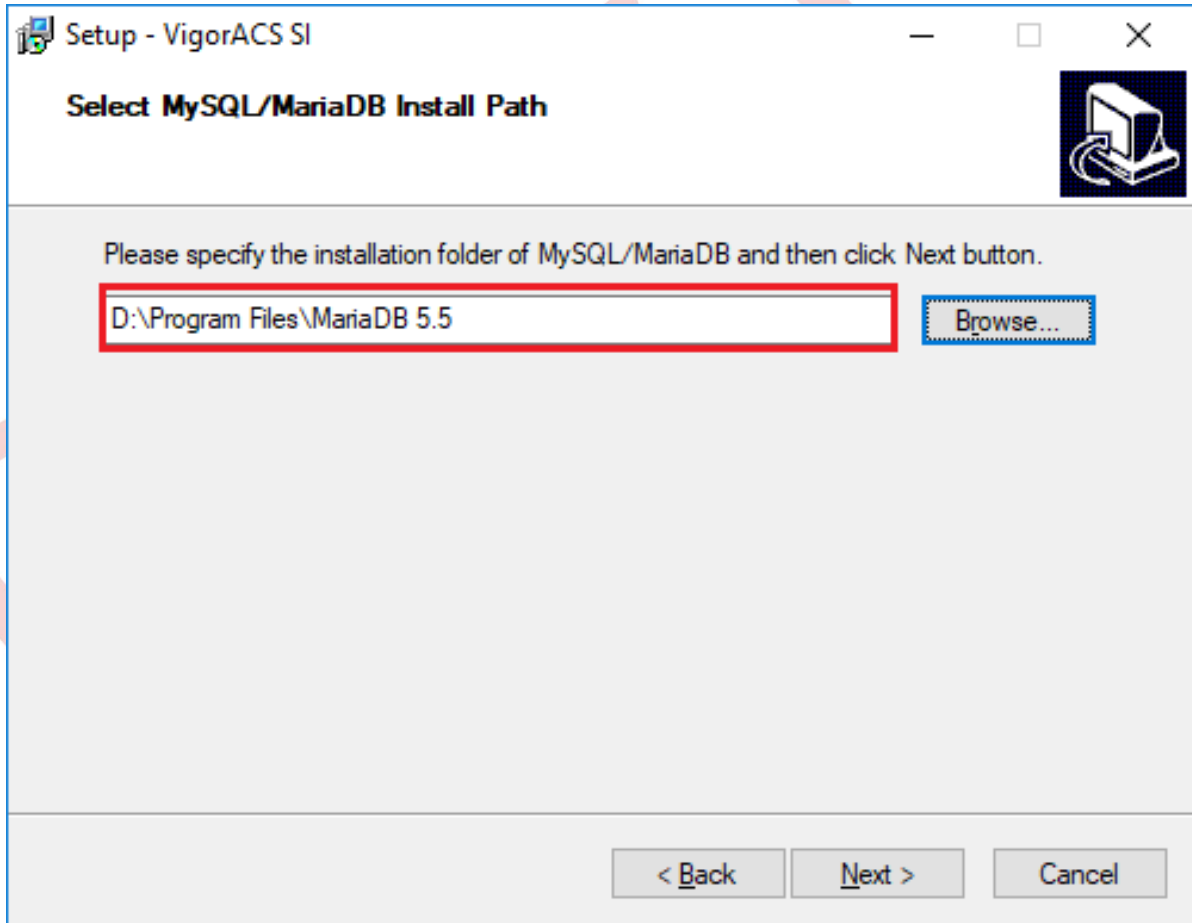 Setup - VigorACS SI
Select MySQL/MariaDB Install Path
Please specify the installation folder of MySQL/MariaDB and then click Next button.
D:\Program Files\MariaDB 5.5
Browse...
< Back
Next >
Cancel